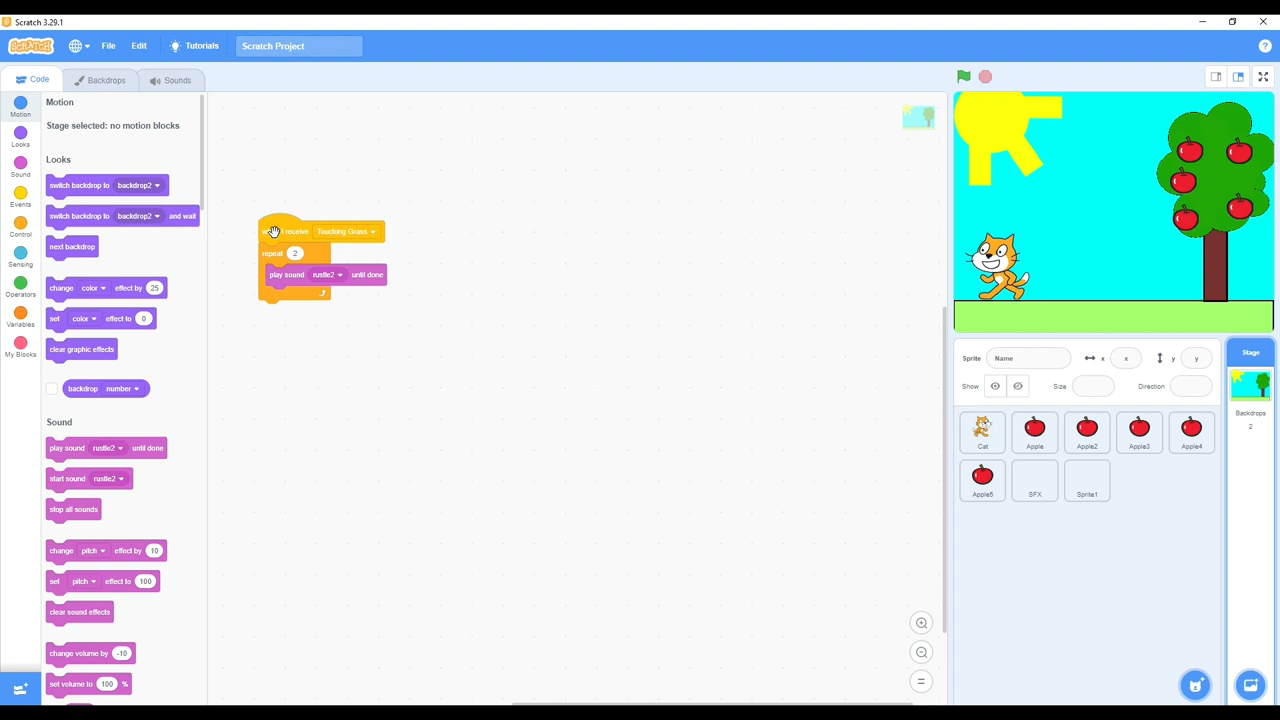 Scratch 3.29.1
SCRATCH File Edit Tutorials Scratch Project ?
Code Backdrops Sounds
Motion
Looks
Sound
Events
Control
Sensing
Operators
Variables
My Blocks
Motion
Stage selected: no motion blocks
Looks
switch backdrop to backdrop2
switch backdrop to backdrop2 and wait
next backdrop
change color effect by 25
set color effect to 0
clear graphic effects
backdrop number
Sound
play sound rustle2 until done
start sound rustle2
stop all sounds
change pitch effect by 10
set pitch effect to 100
clear sound effects
change volume by -10
set volume to 100 %
I receive Touching Grass
repeat 2
play sound rustle2 until done
Sprite Name x x y y
Show Size Direction
Cat Apple Apple2 Apple3 Apple4
Apple5 SFX Sprite1
Stage
Backdrops
2